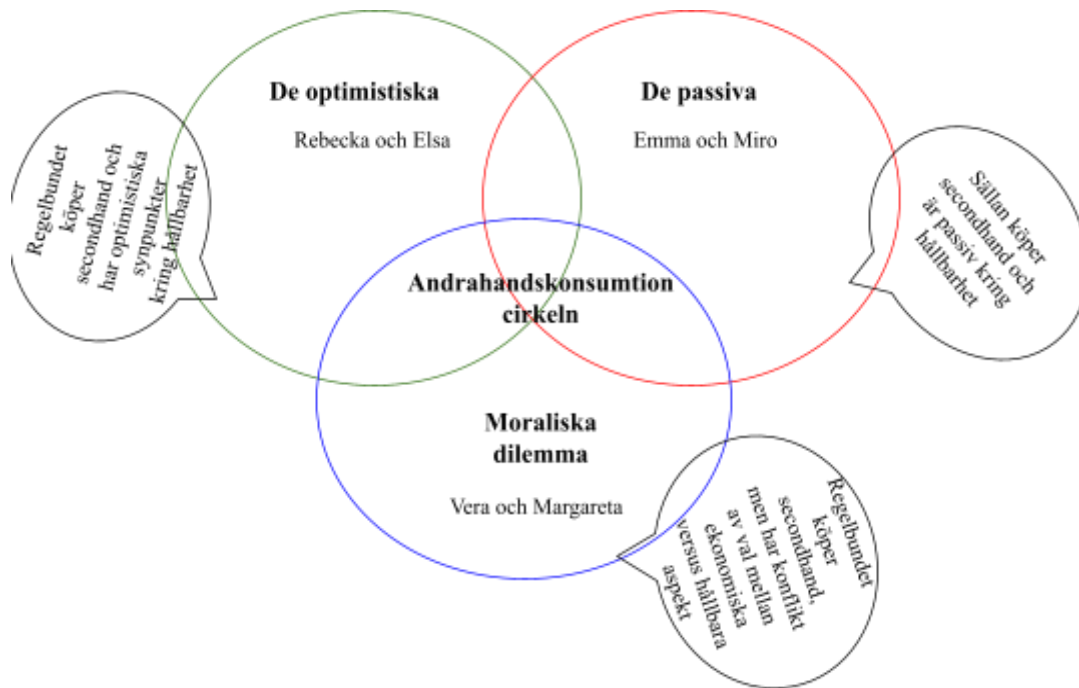 De optimistiska
Rebecka och Elsa
De passiva
Emma och Miro
Regelbundet
köper
secondhand och
har optimistiska
synpunkter
kring hållbarhet
Sällan köper
secondhand och
är passiv kring
hållbarhet
Andrahandskonsumtion
cirkeln
Moraliska
dilemma
Vera och Margareta
Regelbundet
köper
secondhand,
men har konflikt
av val mellan
ekonomiska
versus hållbara
aspekt